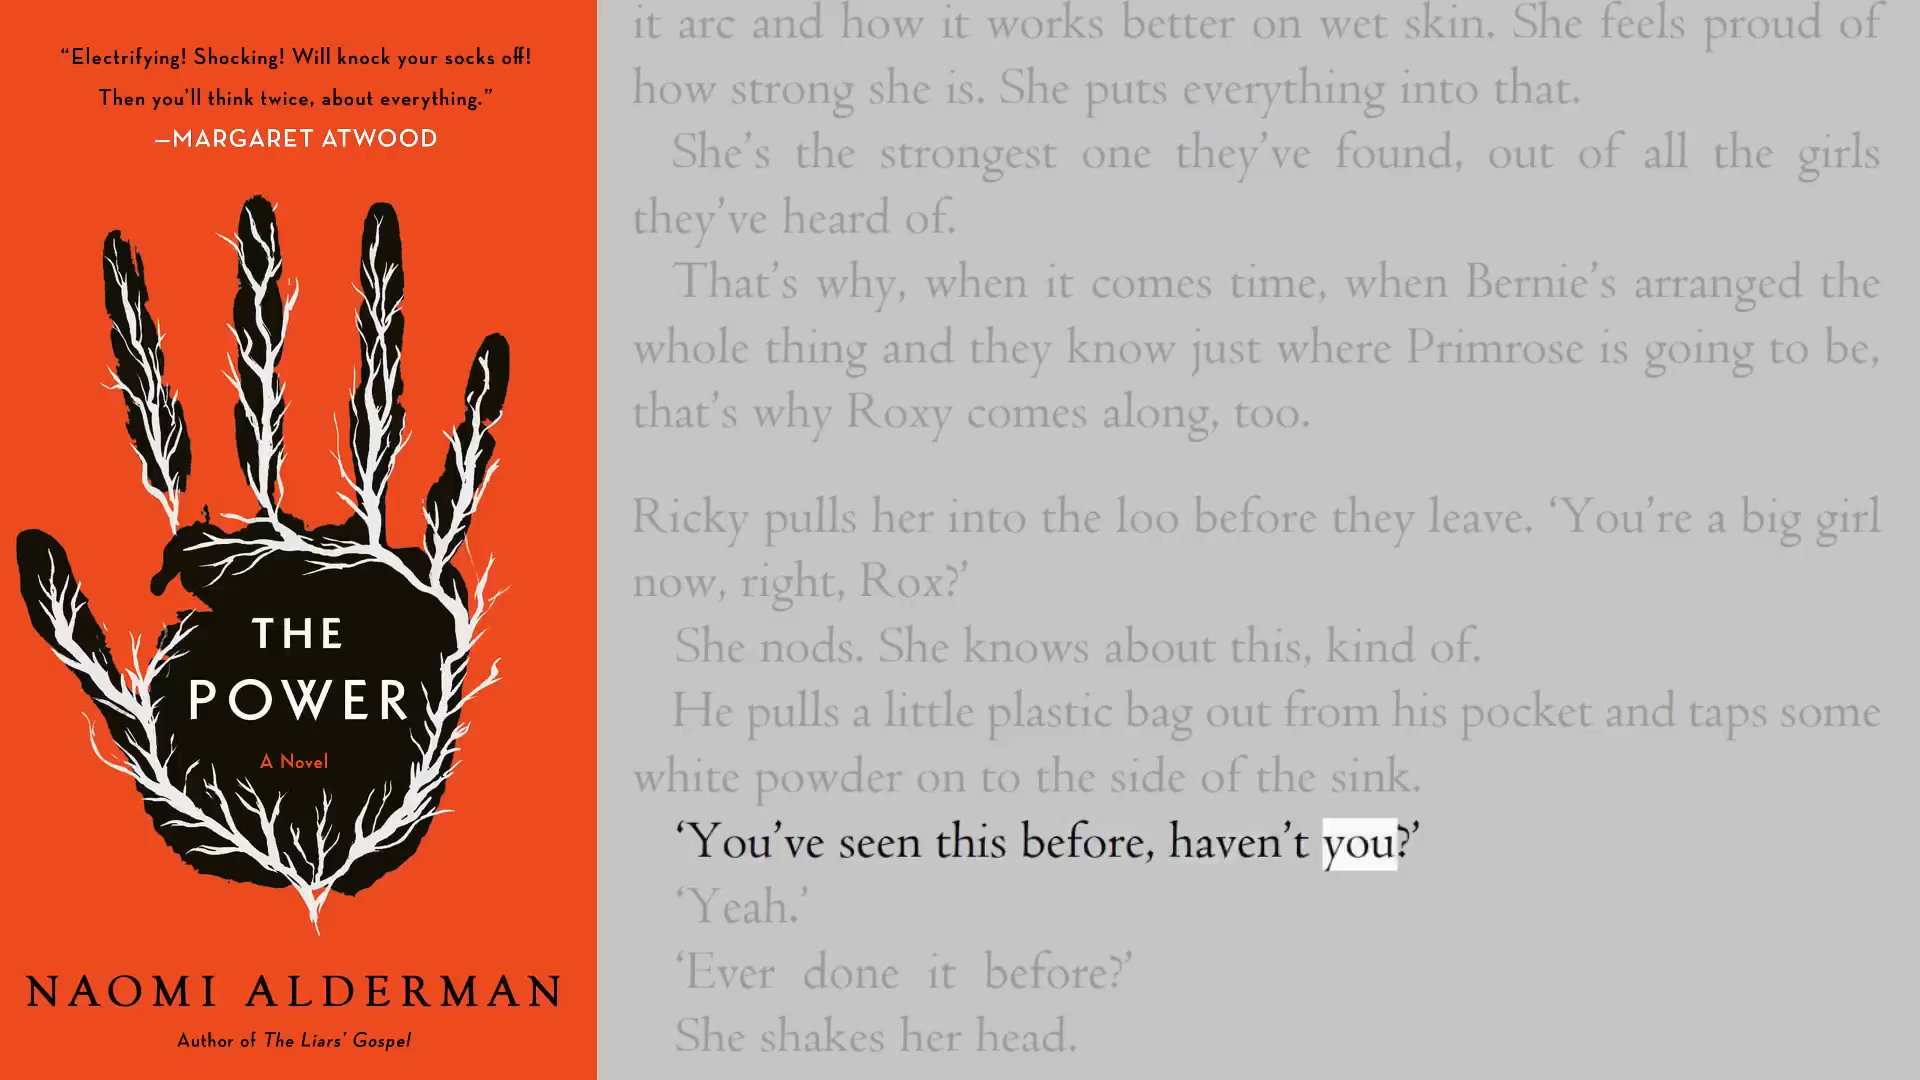 “Electrifying! Shocking! Will knock your socks off!
Then you’ll think twice, about everything.”
—MARGARET ATWOOD
THE
POWER
A Novel
NAOMI ALDERMAN
Author of The Liars’ Gospel
it arc and how it works better on wet skin. She feels proud of
how strong she is. She puts everything into that.
She’s the strongest one they’ve found, out of all the girls
they’ve heard of.
That’s why, when it comes time, when Bernie’s arranged the
whole thing and they know just where Primrose is going to be,
that’s why Roxy comes along, too.
Ricky pulls her into the loo before they leave. ‘You’re a big girl
now, right, Rox?’
She nods. She knows about this, kind of.
He pulls a little plastic bag out from his pocket and taps some
white powder on to the side of the sink.
‘You’ve seen this before, haven’t you?’
‘Yeah.’
‘Ever done it before?’
She shakes her head.